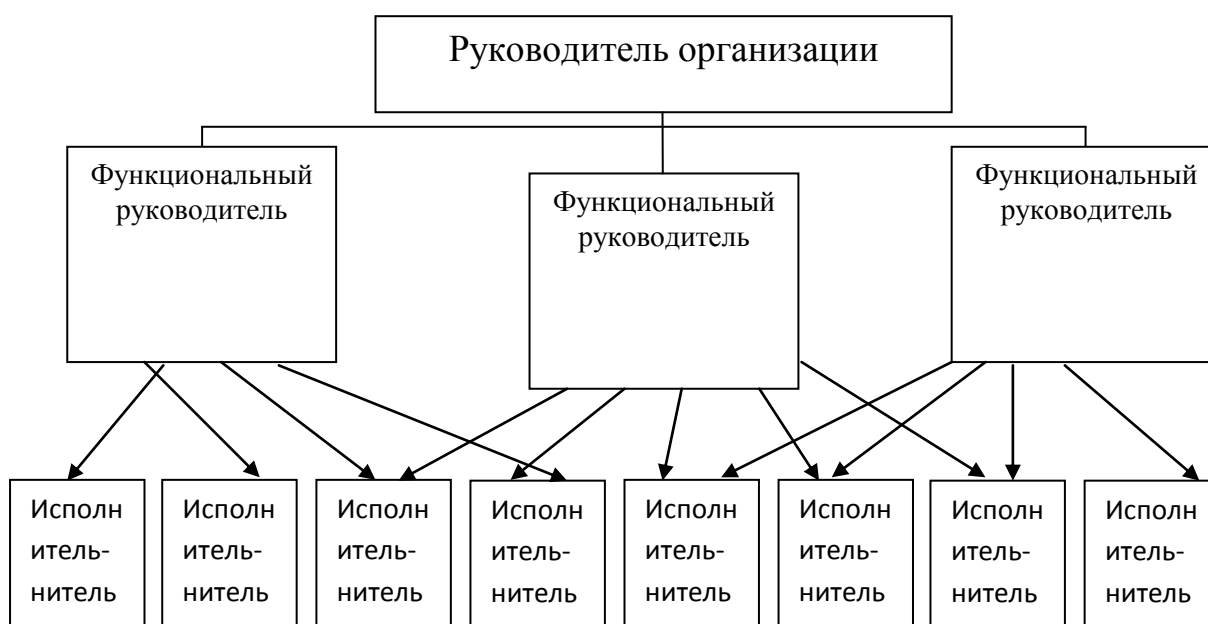 Руководитель организации
Функциональный
руководитель
Функциональный
руководитель
Функциональный
руководитель
Исполн
итель-
нитель
Исполн
итель-
нитель
Исполн
итель-
нитель
Исполн
итель-
нитель
Исполн
итель-
нитель
Исполн
итель-
нитель
Исполн
итель-
нитель
Исполн
итель-
нитель